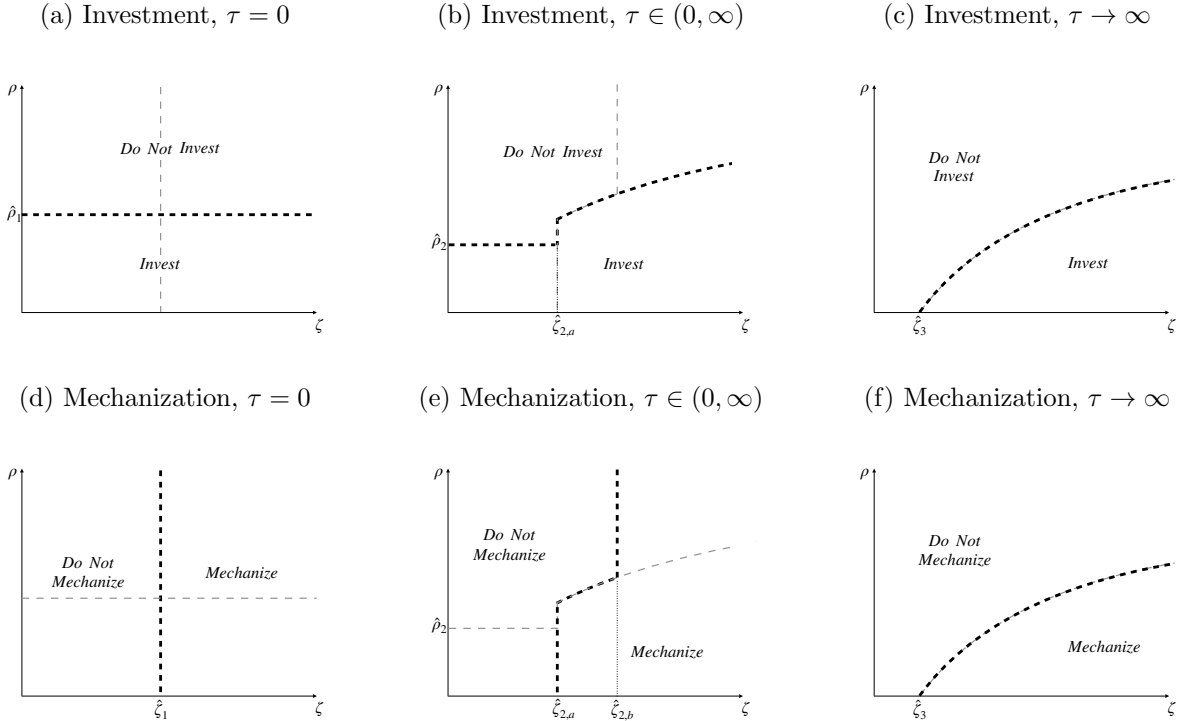 (a) Investment, τ = 0
(b) Investment, τ ∈ (0, ∞)
(c) Investment, τ → ∞
ρ
Do Not Invest
ρ̂1
Invest
ζ
ρ
Do Not Invest
ρ̂2
Invest
ζ̂2,a
ζ
ρ
Do Not
Invest
Invest
ζ̂3
ζ
(d) Mechanization, τ = 0
(e) Mechanization, τ ∈ (0, ∞)
(f) Mechanization, τ → ∞
ρ
Do Not
Mechanize
Mechanize
ζ̂1
ζ
ρ
Do Not
Mechanize
ρ̂2
Mechanize
ζ̂2,a
ζ̂2,b
ζ
ρ
Do Not
Mechanize
Mechanize
ζ̂3
ζ